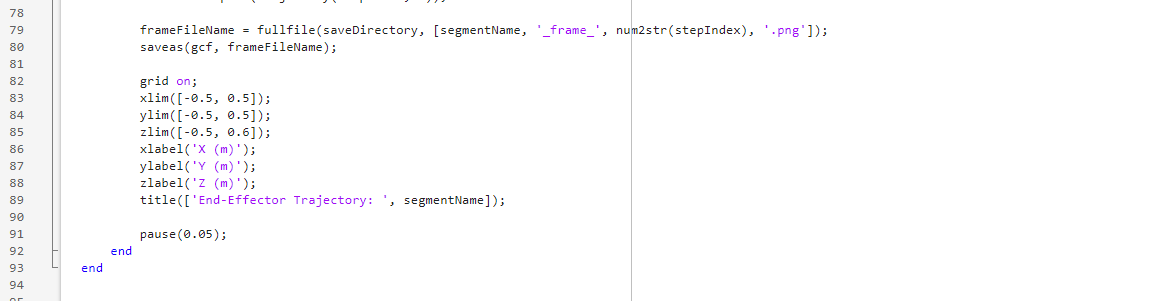 78
79 frameFileName = fullfile(saveDirectory, [segmentName, '_frame_', num2str(stepIndex), '.png']);
80 saveas(gcf, frameFileName);
81
82 grid on;
83 xlim([-0.5, 0.5]);
84 ylim([-0.5, 0.5]);
85 zlim([-0.5, 0.6]);
86 xlabel('X (m)');
87 ylabel('Y (m)');
88 zlabel('Z (m)');
89 title(['End-Effector Trajectory: ', segmentName]);
90
91 pause(0.05);
92 end
93 end
94